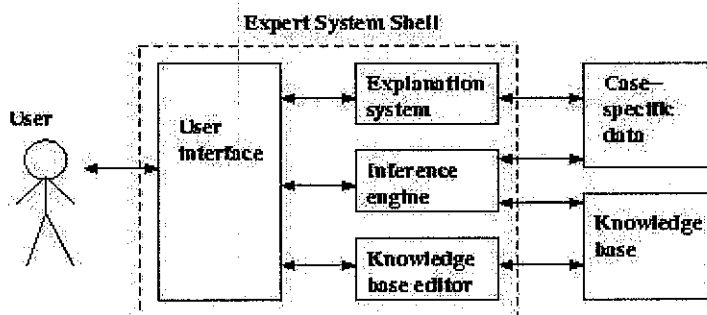 Expert System Shell
User
User
interface
Explanation
system
Inference
engine
Knowledge
base editor
Case–
specific
data
Knowledge
base